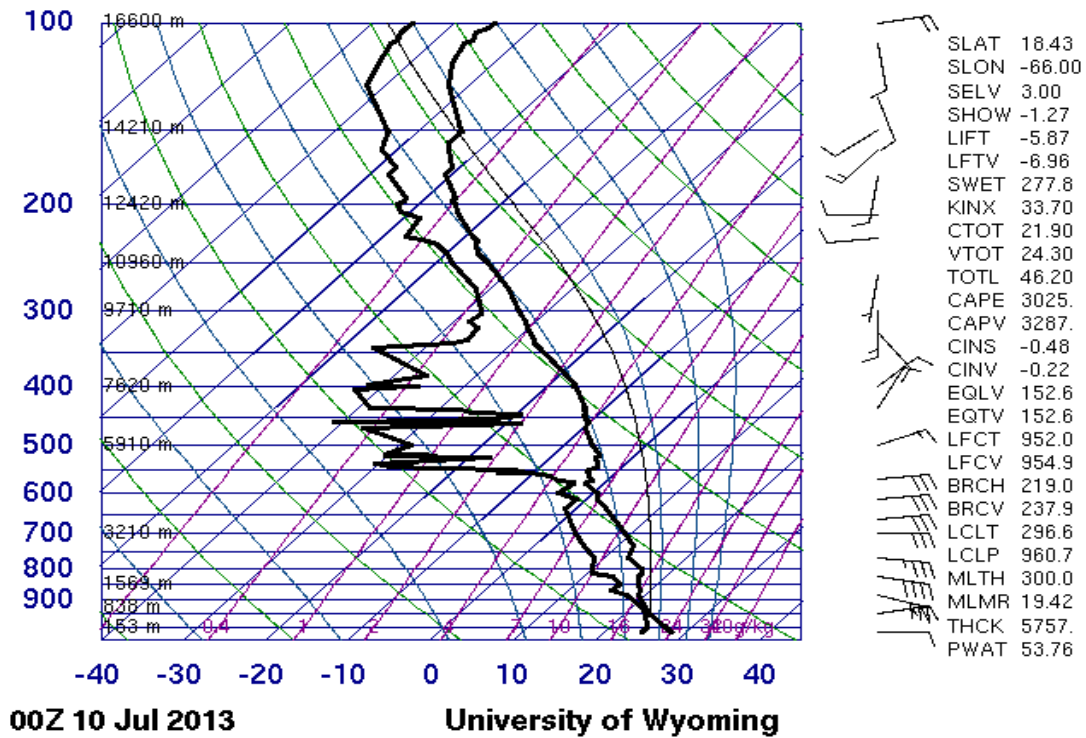 100 16600 m
14210 m
200 12420 m
10960 m
300 9710 m
400 7620 m
500 5910 m
600
700 3210 m
800
1569 m
900
838 m
153 m
0.4 1 2 4 7 10 16 24 32 40g/kg
-40 -30 -20 -10 0 10 20 30 40
00Z 10 Jul 2013 University of Wyoming
SLAT 18.43
SLON -66.00
SELV 3.00
SHOW -1.27
LIFT -5.87
LFTV -6.96
SWET 277.8
KINX 33.70
CTOT 21.90
VTOT 24.30
TOTL 46.20
CAPE 3025.
CAPV 3287.
CINS -0.48
CINV -0.22
EQLV 152.6
EQTV 152.6
LFCT 952.0
LFCV 954.9
BRCH 219.0
BRCV 237.9
LCLT 296.6
LCLP 960.7
MLTH 300.0
MLMR 19.42
THCK 5757.
PWAT 53.76